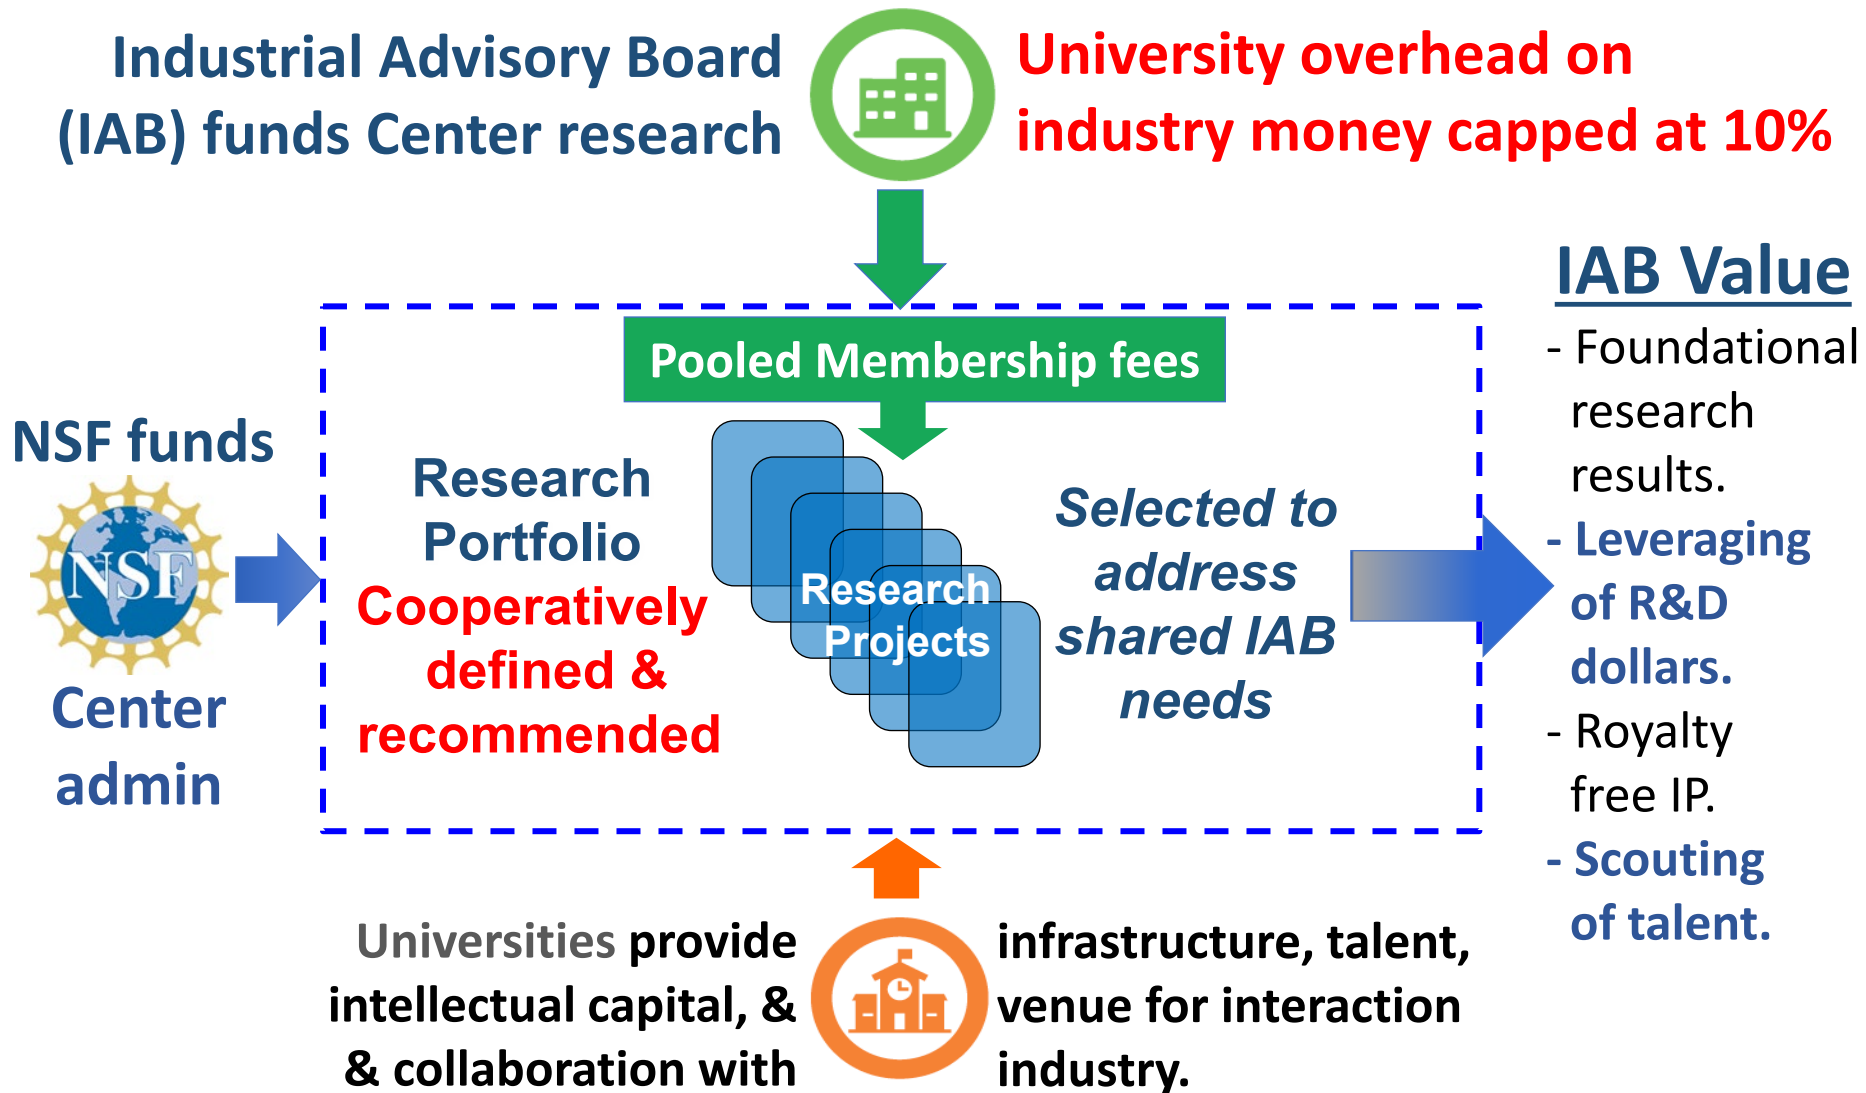 Industrial Advisory Board
(IAB) funds Center research
University overhead on
industry money capped at 10%
Pooled Membership fees
NSF funds
NSF
Center
admin
Research
Portfolio
Cooperatively
defined &
recommended
Research
Projects
Selected to
address
shared IAB
needs
IAB Value
- Foundational
research
results.
- Leveraging
of R&D
dollars.
- Royalty
free IP.
- Scouting
of talent.
Universities provide
intellectual capital, &
& collaboration with
infrastructure, talent,
venue for interaction
industry.